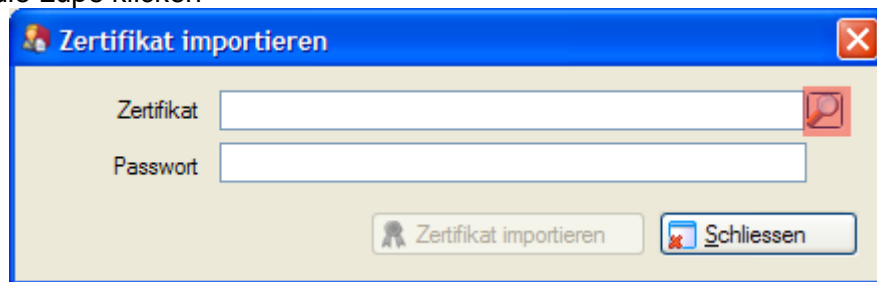 Zertifikat importieren
Zertifikat
Passwort
Zertifikat importieren
Schliessen